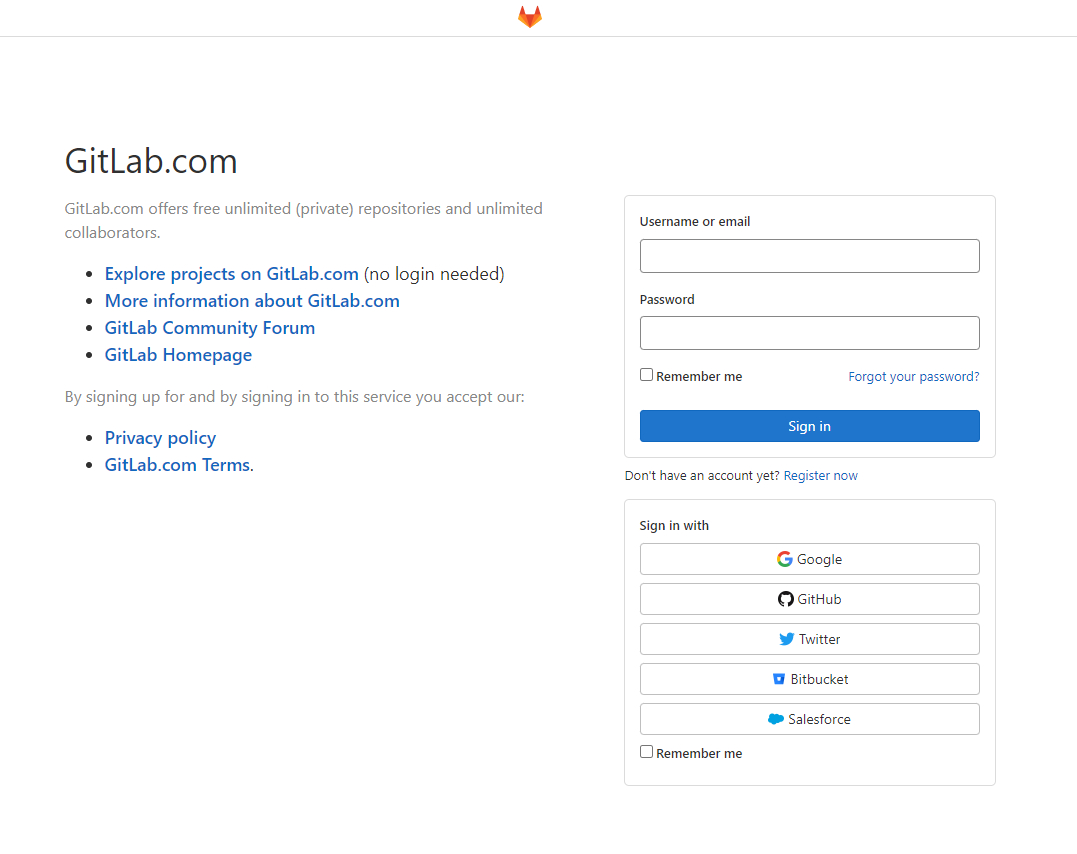 GitLab.com
GitLab.com offers free unlimited (private) repositories and unlimited
collaborators.
Explore projects on GitLab.com (no login needed)
More information about GitLab.com
GitLab Community Forum
GitLab Homepage
By signing up for and by signing in to this service you accept our:
Privacy policy
GitLab.com Terms.
Username or email
Password
Remember me
Forgot your password?
Sign in
Don't have an account yet? Register now
Sign in with
Google
GitHub
Twitter
Bitbucket
Salesforce
Remember me